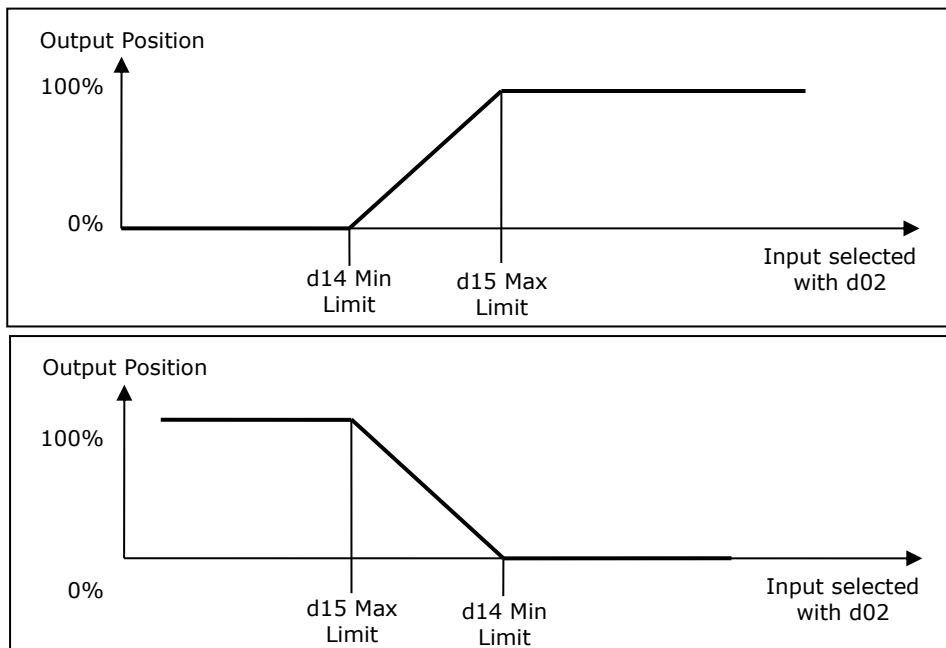 Output Position
100%
0%
d14 Min
Limit
d15 Max
Limit
Input selected
with d02
Output Position
100%
0%
d15 Max
Limit
d14 Min
Limit
Input selected
with d02